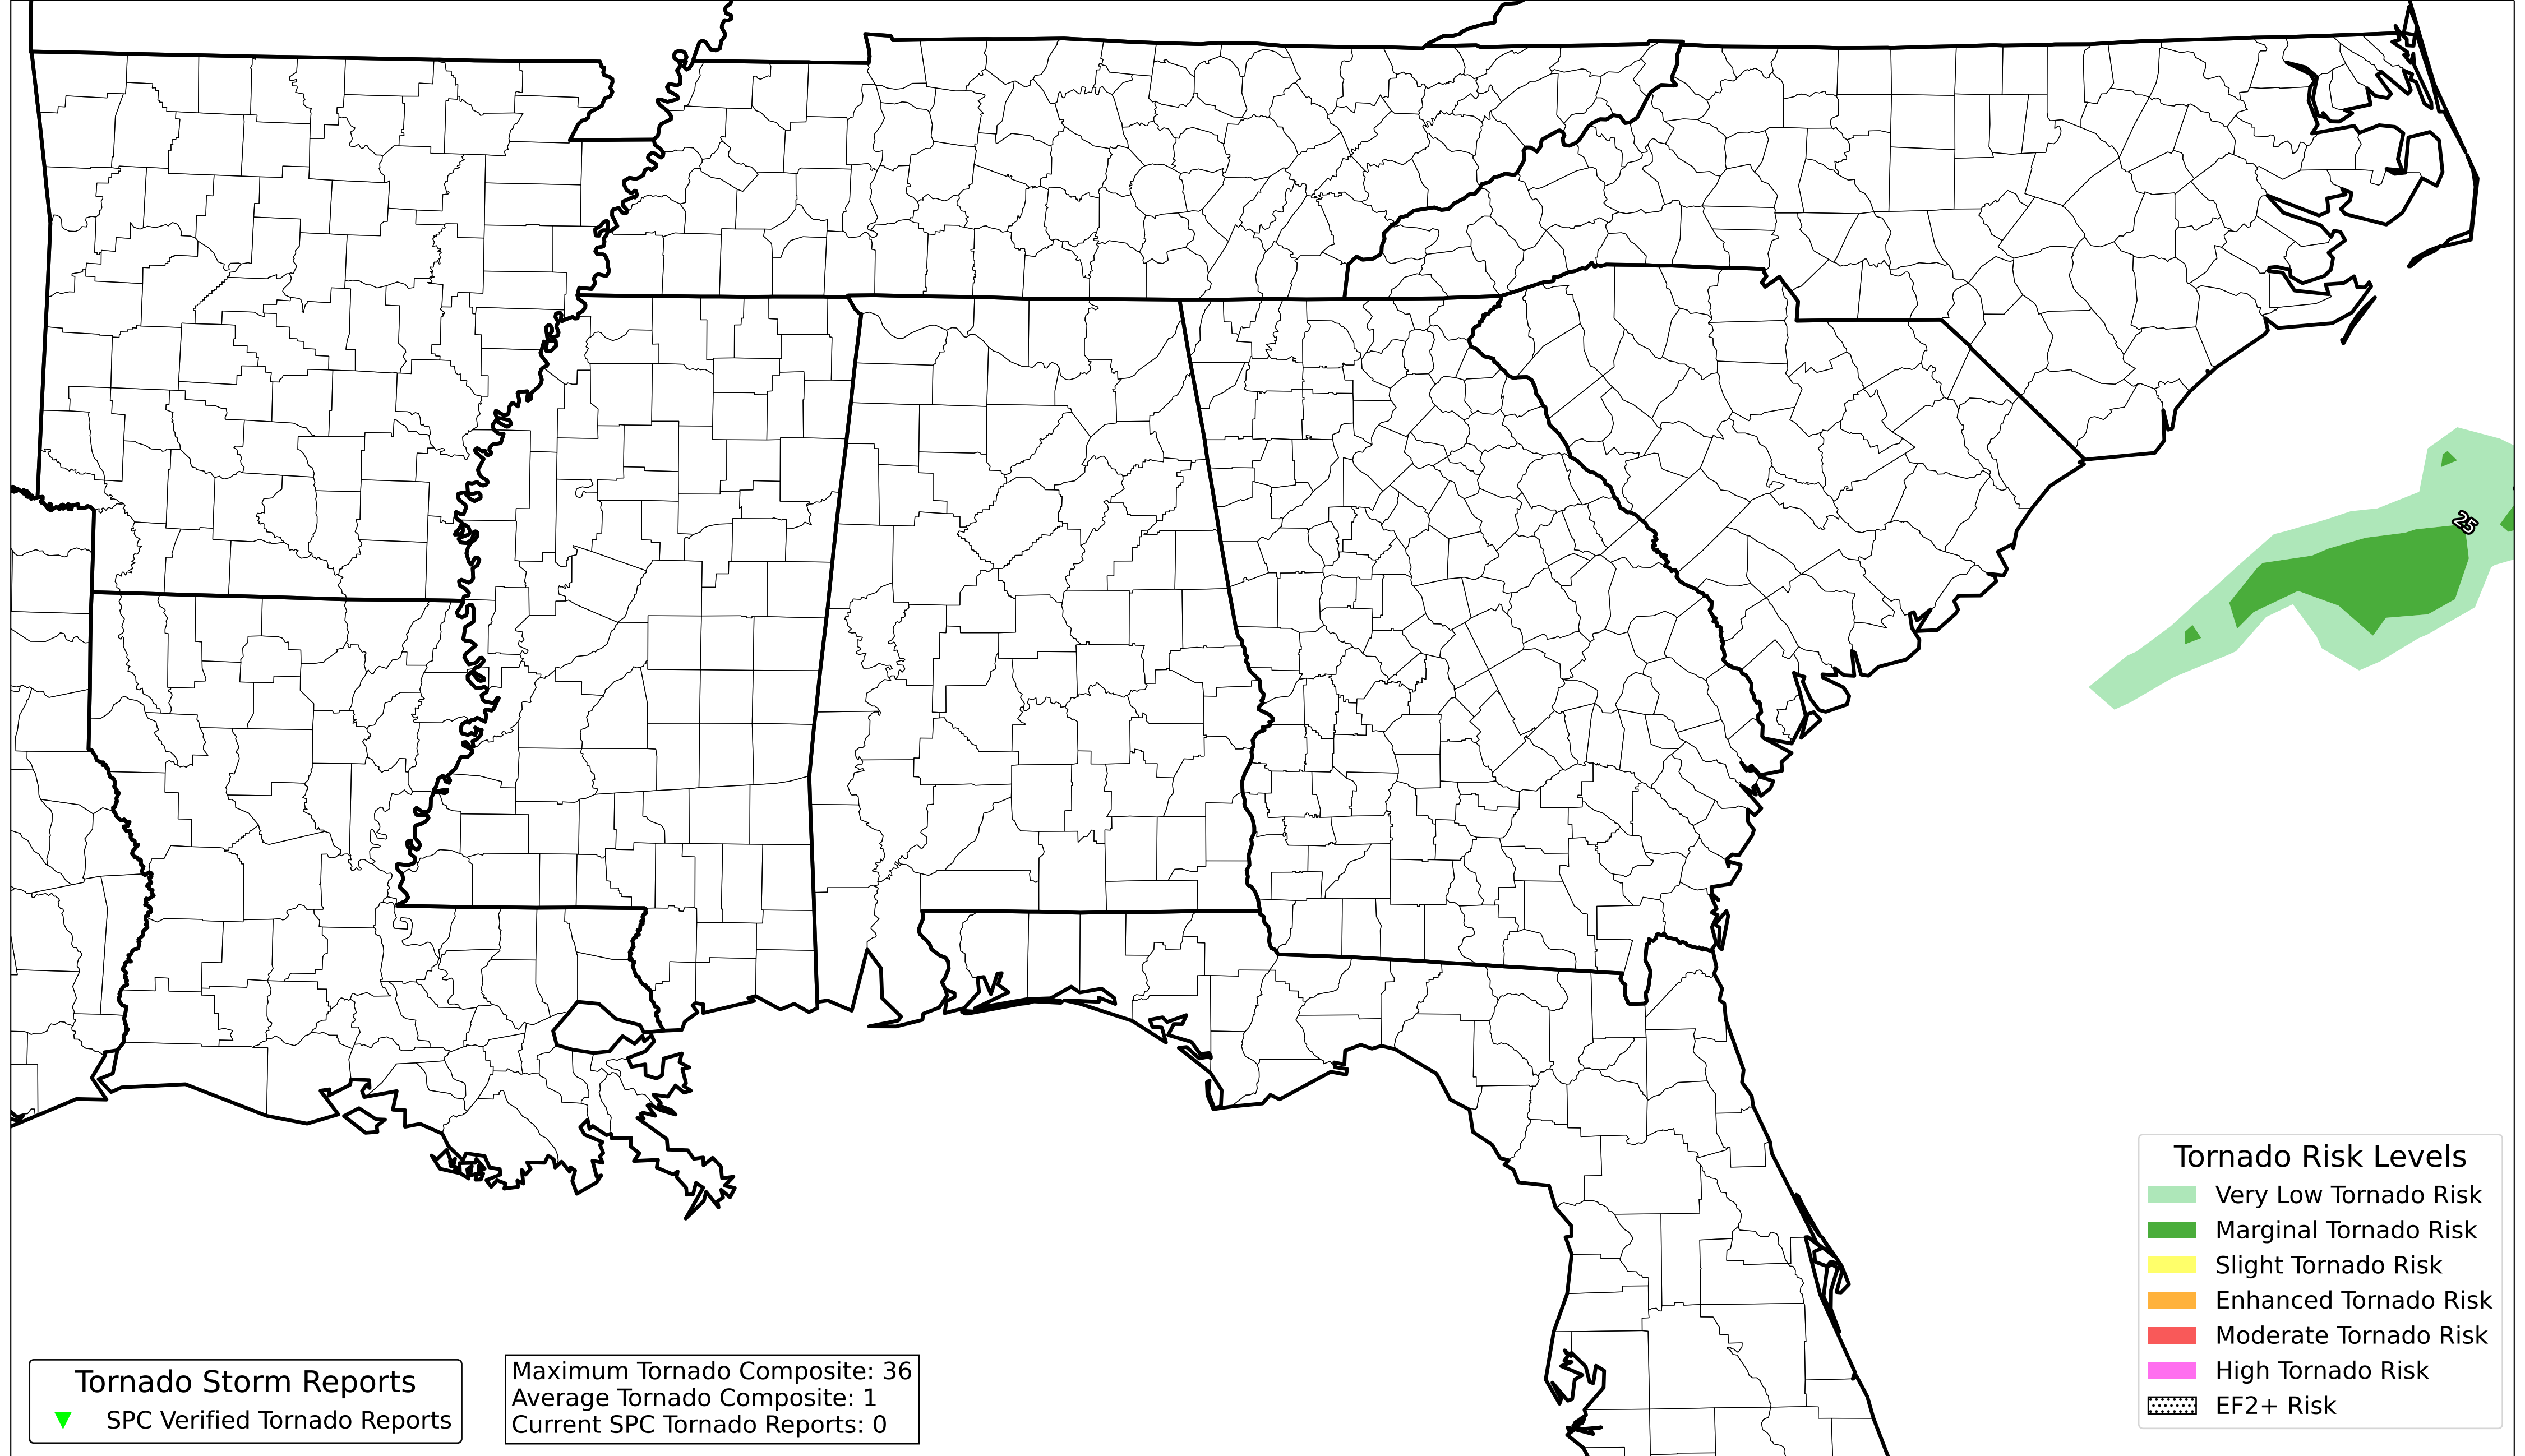 25
Tornado Risk Levels
Very Low Tornado Risk
Marginal Tornado Risk
Slight Tornado Risk
Enhanced Tornado Risk
Moderate Tornado Risk
High Tornado Risk
EF2+ Risk
Tornado Storm Reports
SPC Verified Tornado Reports
Maximum Tornado Composite: 36
Average Tornado Composite: 1
Current SPC Tornado Reports: 0